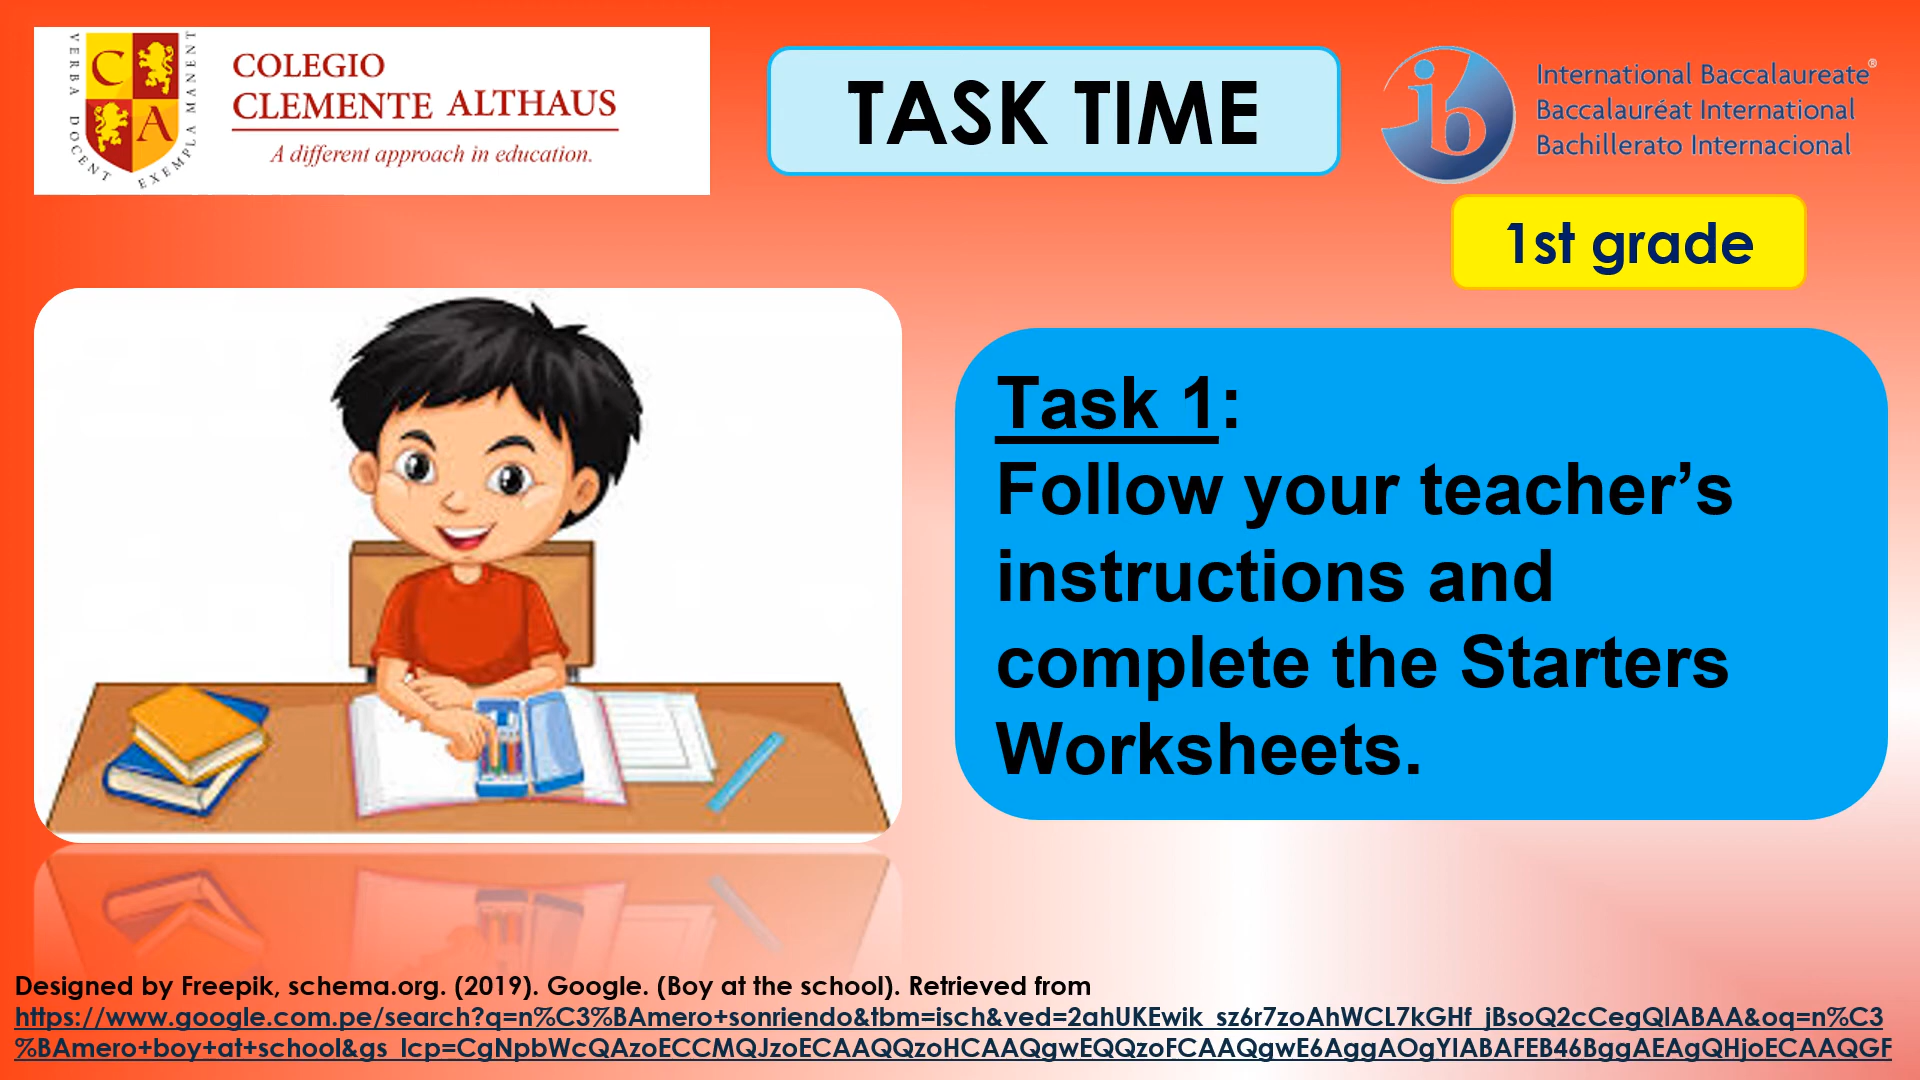 VERBA DOCENT EXEMPLA MANENT
C
A
COLEGIO
CLEMENTE ALTHAUS
A different approach in education.
TASK TIME
ib
International Baccalaureate®
Baccalauréat International
Bachillerato Internacional
1st grade
Task 1:
Follow your teacher’s
instructions and
complete the Starters
Worksheets.
Designed by Freepik, schema.org. (2019). Google. (Boy at the school). Retrieved from
https://www.google.com.pe/search?q=n%C3%BAmero+sonriendo&tbm=isch&ved=2ahUKEwik_sz6r7zoAhWCL7kGHf_jBsoQ2cCegQIABAA&oq=n%C3
%BAmero+boy+at+school&gs_lcp=CgNpbWcQAzoECCMQJzoECAAQQzoHCAAQgwEQQzoFCAAQgwE6AggAOgYIABAFEB46BggAEAgQHjoECAAQGF